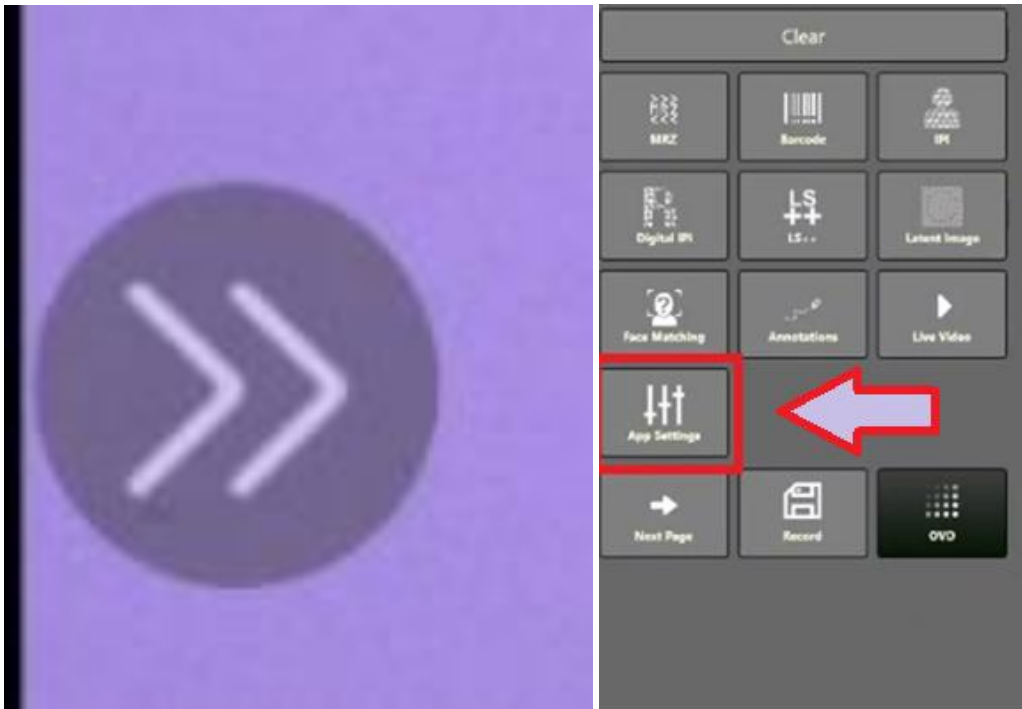 Clear
MRZ
Barcode
IPI
Digital IPI
LS
++
LS++
Latent Image
Face Matching
Annotations
Live Video
App Settings
Next Page
Record
OVD